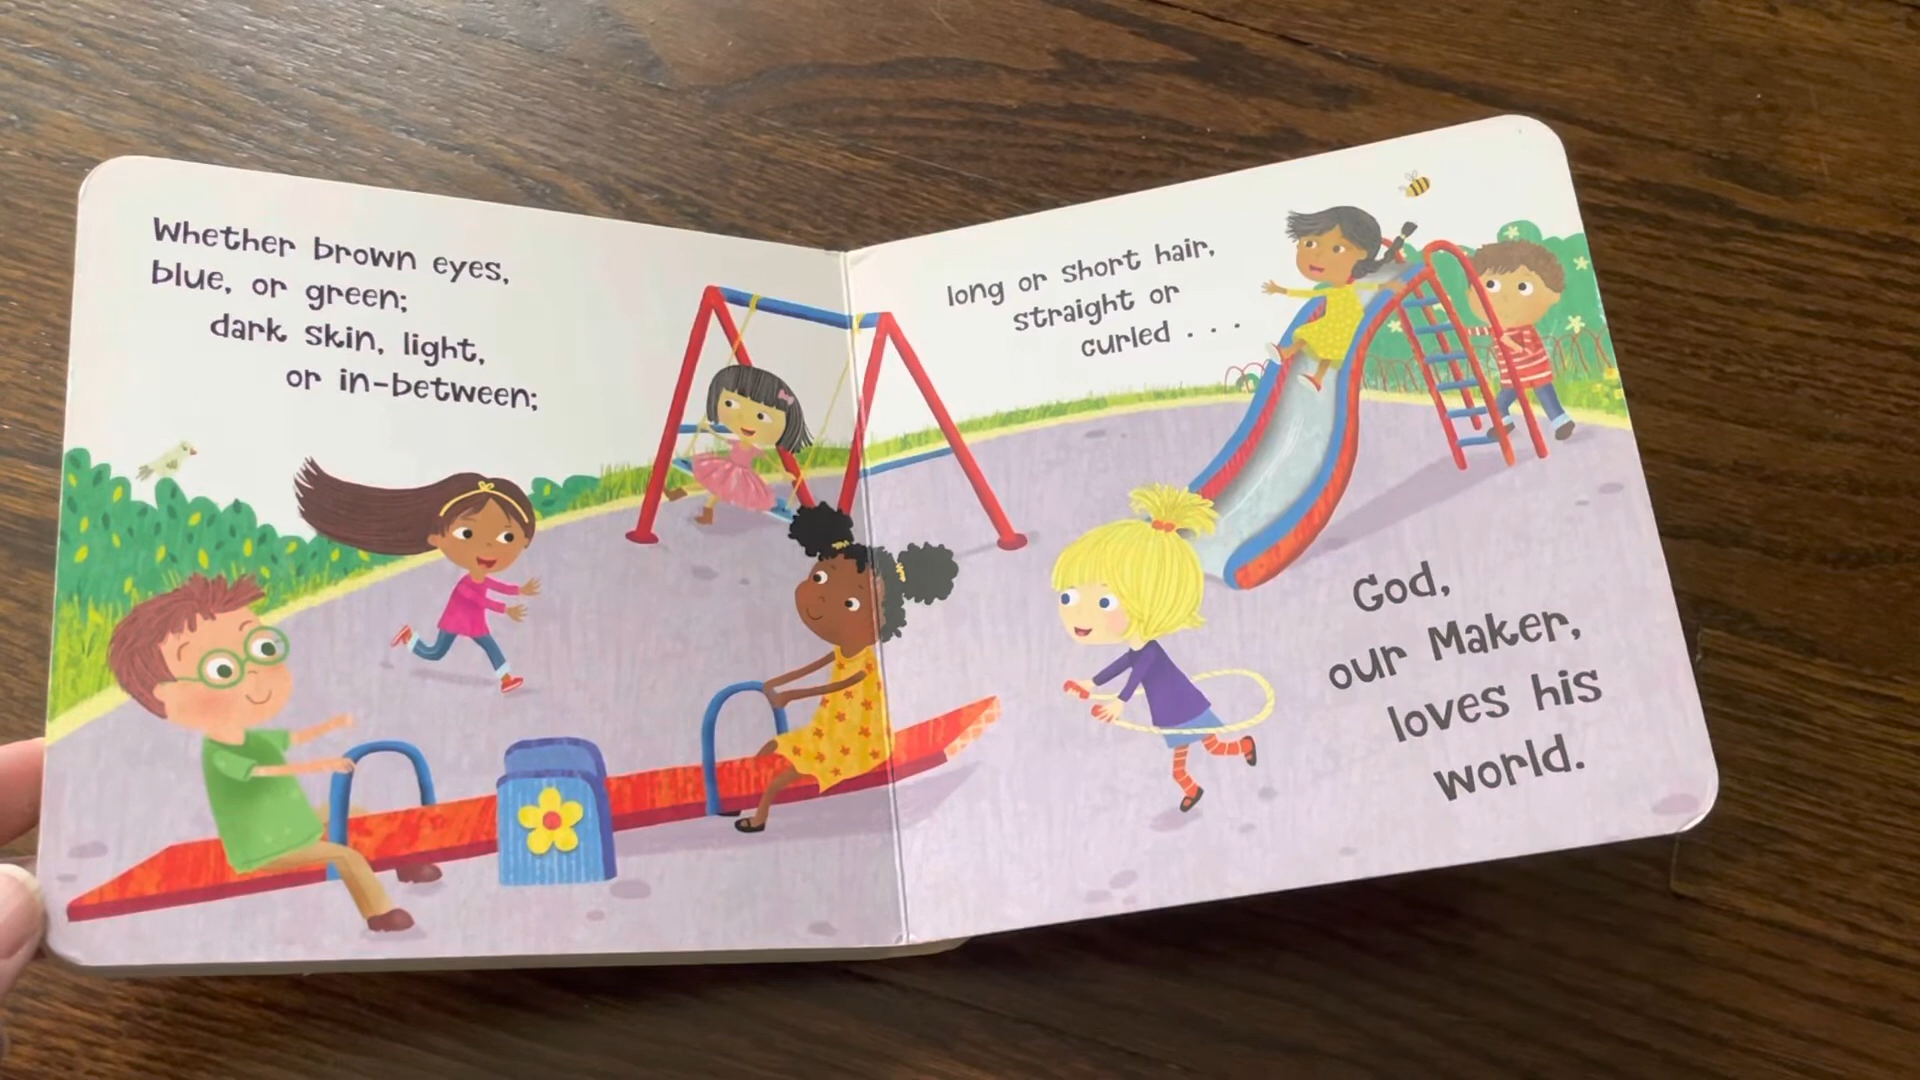 Whether brown eyes,
blue, or green;
dark skin, light,
or in-between;
long or short hair,
straight or
curled . . .
God,
our Maker,
loves his
world.